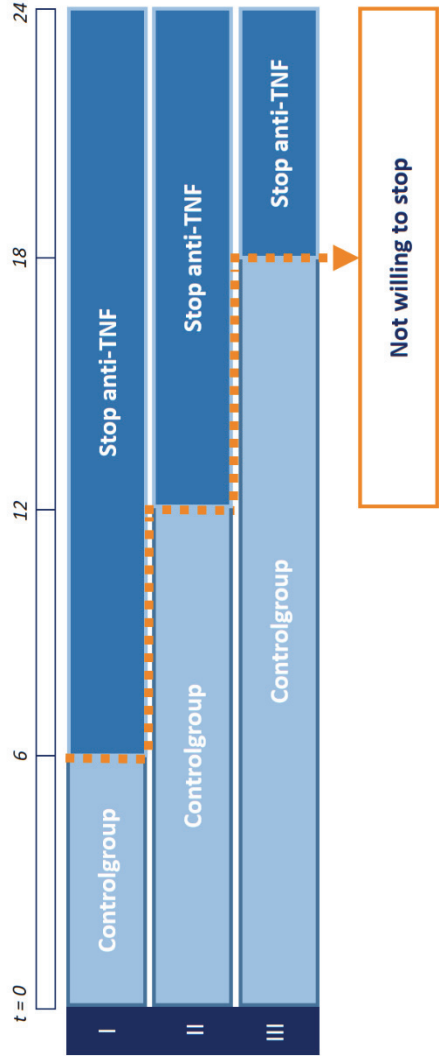 t = 0 6 12 18 24
I Controlgroup Stop anti-TNF
II Controlgroup Stop anti-TNF
III Controlgroup Stop anti-TNF
Not willing to stop